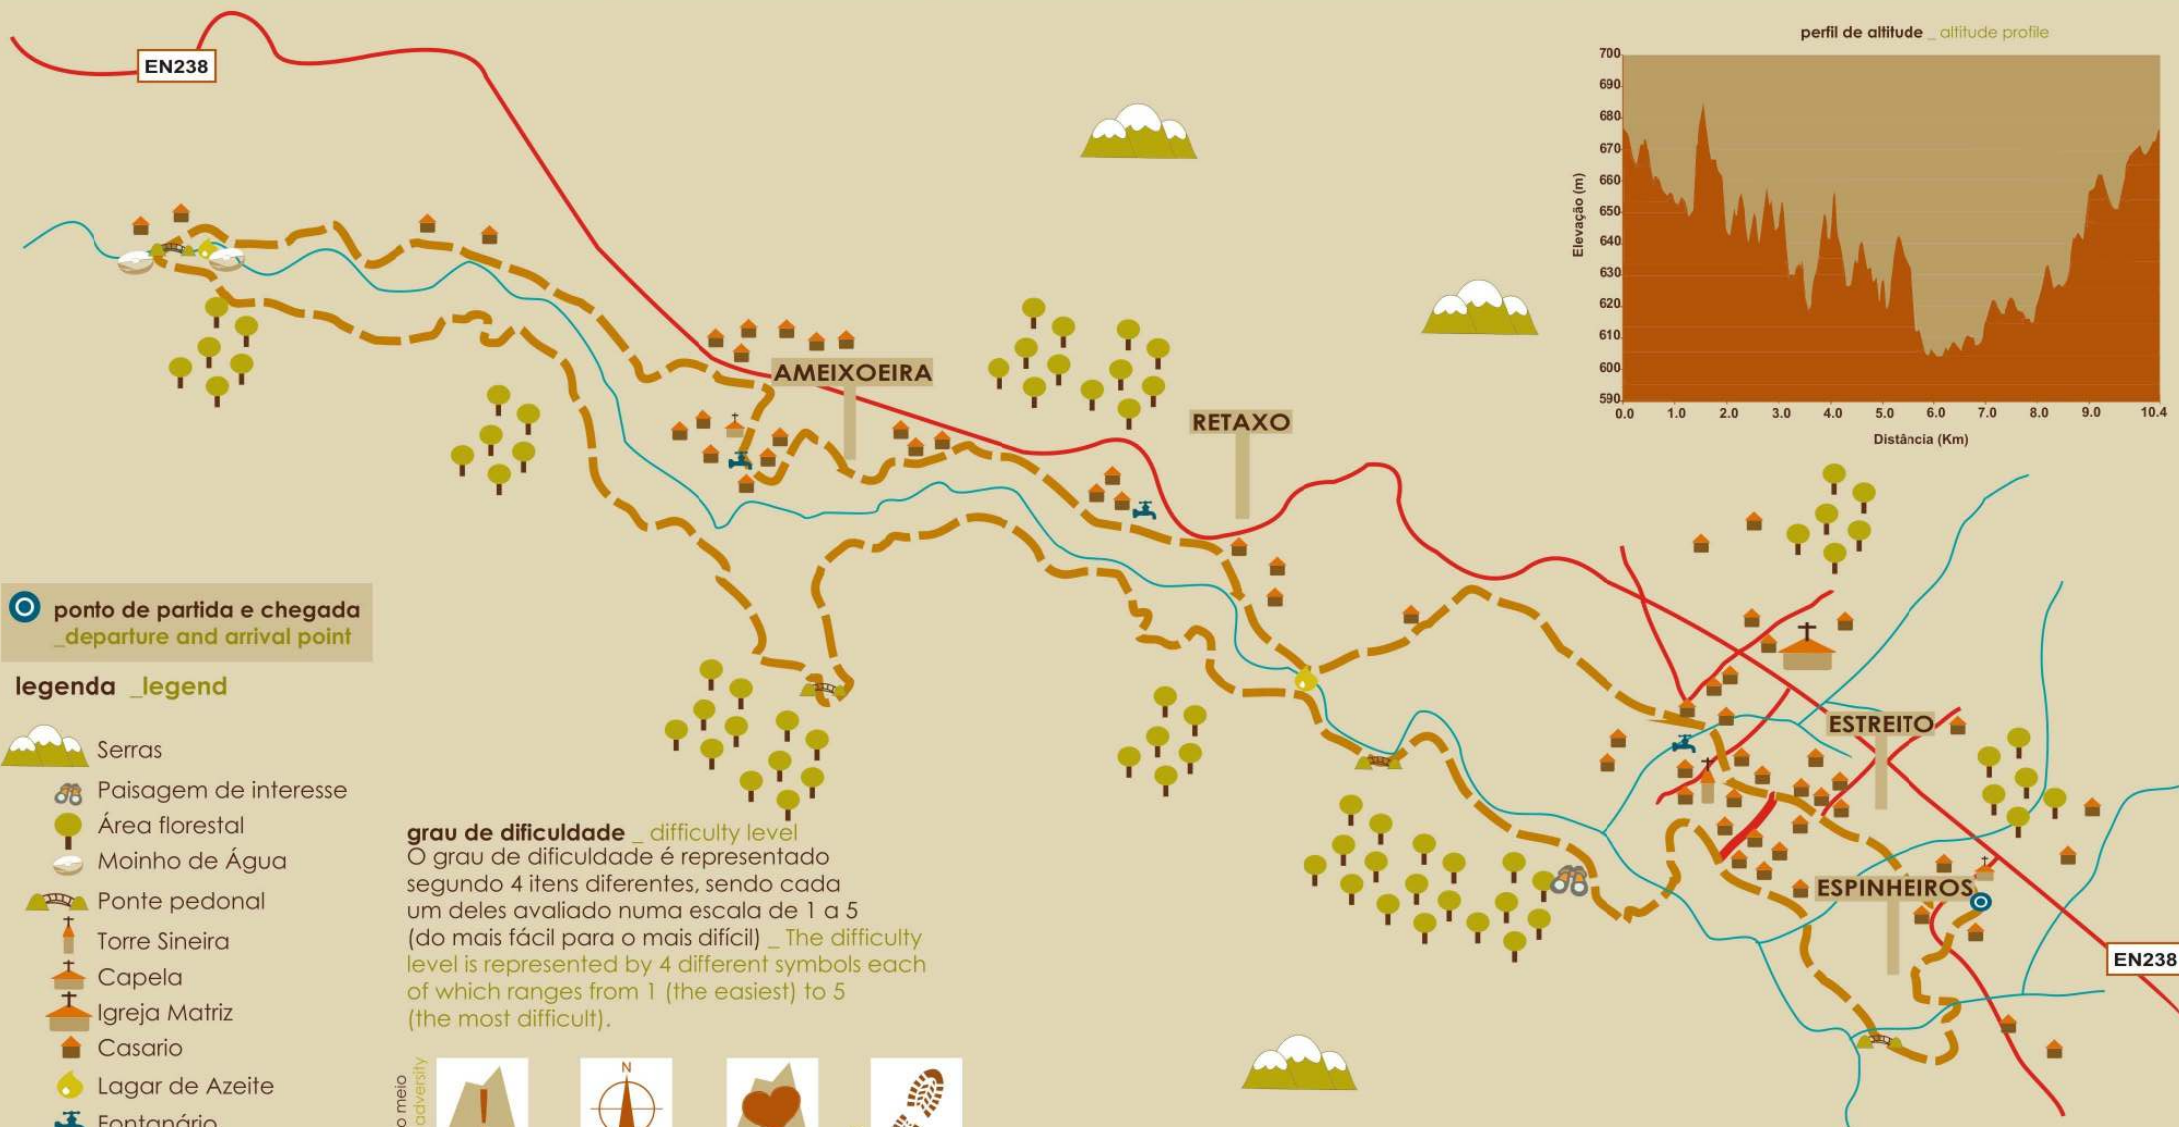 EN238
perfil de altitude _ altitude profile
700
690
680
670
660
650
640
630
620
610
600
590
Elevação (m)
0.0 1.0 2.0 3.0 4.0 5.0 6.0 7.0 8.0 9.0 10.4
Distância (Km)
AMEIXOEIRA
RETAXO
ESTREITO
ESPINHEIROS
EN238
ponto de partida e chegada
_departure and arrival point
legenda _legend
Serras
Paisagem de interesse
Área florestal
Moinho de Água
Ponte pedonal
Torre Sineira
Capela
Igreja Matriz
Casario
Lagar de Azeite
Fontanário
grau de dificuldade _ difficulty level
O grau de dificuldade é representado
segundo 4 itens diferentes, sendo cada
um deles avaliado numa escala de 1 a 5
(do mais fácil para o mais difícil) _ The difficulty
level is represented by 4 different symbols each
of which ranges from 1 (the easiest) to 5
(the most difficult).
o meio
adversity
N